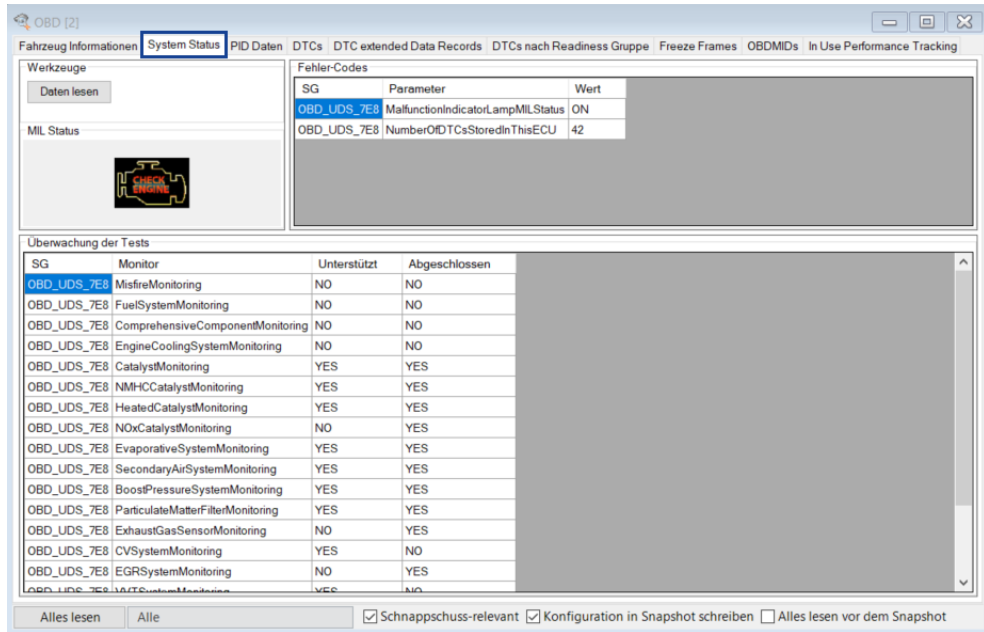 OBD [2]
Fahrzeug Informationen System Status PID Daten DTCs DTC extended Data Records DTCs nach Readiness Gruppe Freeze Frames OBDMIDs In Use Performance Tracking
Werkzeuge
Daten lesen
MIL Status
CHECK
ENGINE
Fehler-Codes
SG Parameter Wert
OBD_UDS_7E8 MalfunctionIndicatorLampMILStatus ON
OBD_UDS_7E8 NumberOfDTCsStoredInThisECU 42
Überwachung der Tests
SG Monitor Unterstützt Abgeschlossen
OBD_UDS_7E8 MisfireMonitoring NO NO
OBD_UDS_7E8 FuelSystemMonitoring NO NO
OBD_UDS_7E8 ComprehensiveComponentMonitoring NO NO
OBD_UDS_7E8 EngineCoolingSystemMonitoring NO NO
OBD_UDS_7E8 CatalystMonitoring YES YES
OBD_UDS_7E8 NMHCCatalystMonitoring YES YES
OBD_UDS_7E8 HeatedCatalystMonitoring YES YES
OBD_UDS_7E8 NOxCatalystMonitoring NO YES
OBD_UDS_7E8 EvaporativeSystemMonitoring YES YES
OBD_UDS_7E8 SecondaryAirSystemMonitoring YES YES
OBD_UDS_7E8 BoostPressureSystemMonitoring YES YES
OBD_UDS_7E8 ParticulateMatterFilterMonitoring YES YES
OBD_UDS_7E8 ExhaustGasSensorMonitoring NO YES
OBD_UDS_7E8 CVSystemMonitoring YES NO
OBD_UDS_7E8 EGRSystemMonitoring NO YES
OBD_UDS_7E8 VVTSystemMonitoring YES NO
Alles lesen Alle Schnappschuss-relevant Konfiguration in Snapshot schreiben Alles lesen vor dem Snapshot